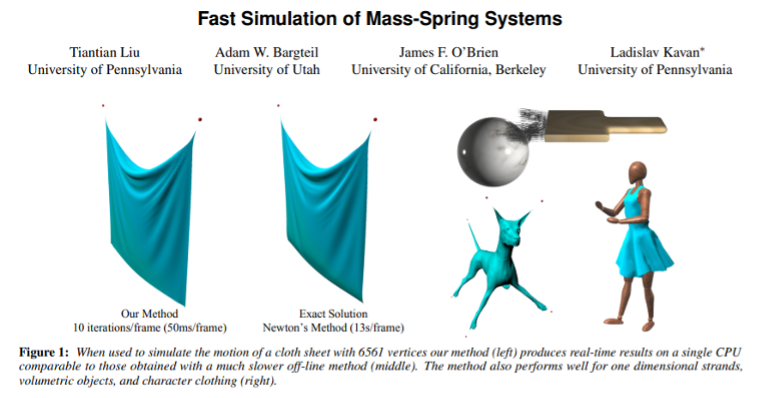 Fast Simulation of Mass-Spring Systems
Tiantian Liu
University of Pennsylvania
Adam W. Bargteil
University of Utah
James F. O'Brien
University of California, Berkeley
Ladislav Kavan*
University of Pennsylvania
Our Method
10 iterations/frame (50ms/frame)
Exact Solution
Newton's Method (13s/frame)
Figure 1: When used to simulate the motion of a cloth sheet with 6561 vertices our method (left) produces real-time results on a single CPU
comparable to those obtained with a much slower off-line method (middle). The method also performs well for one dimensional strands,
volumetric objects, and character clothing (right).